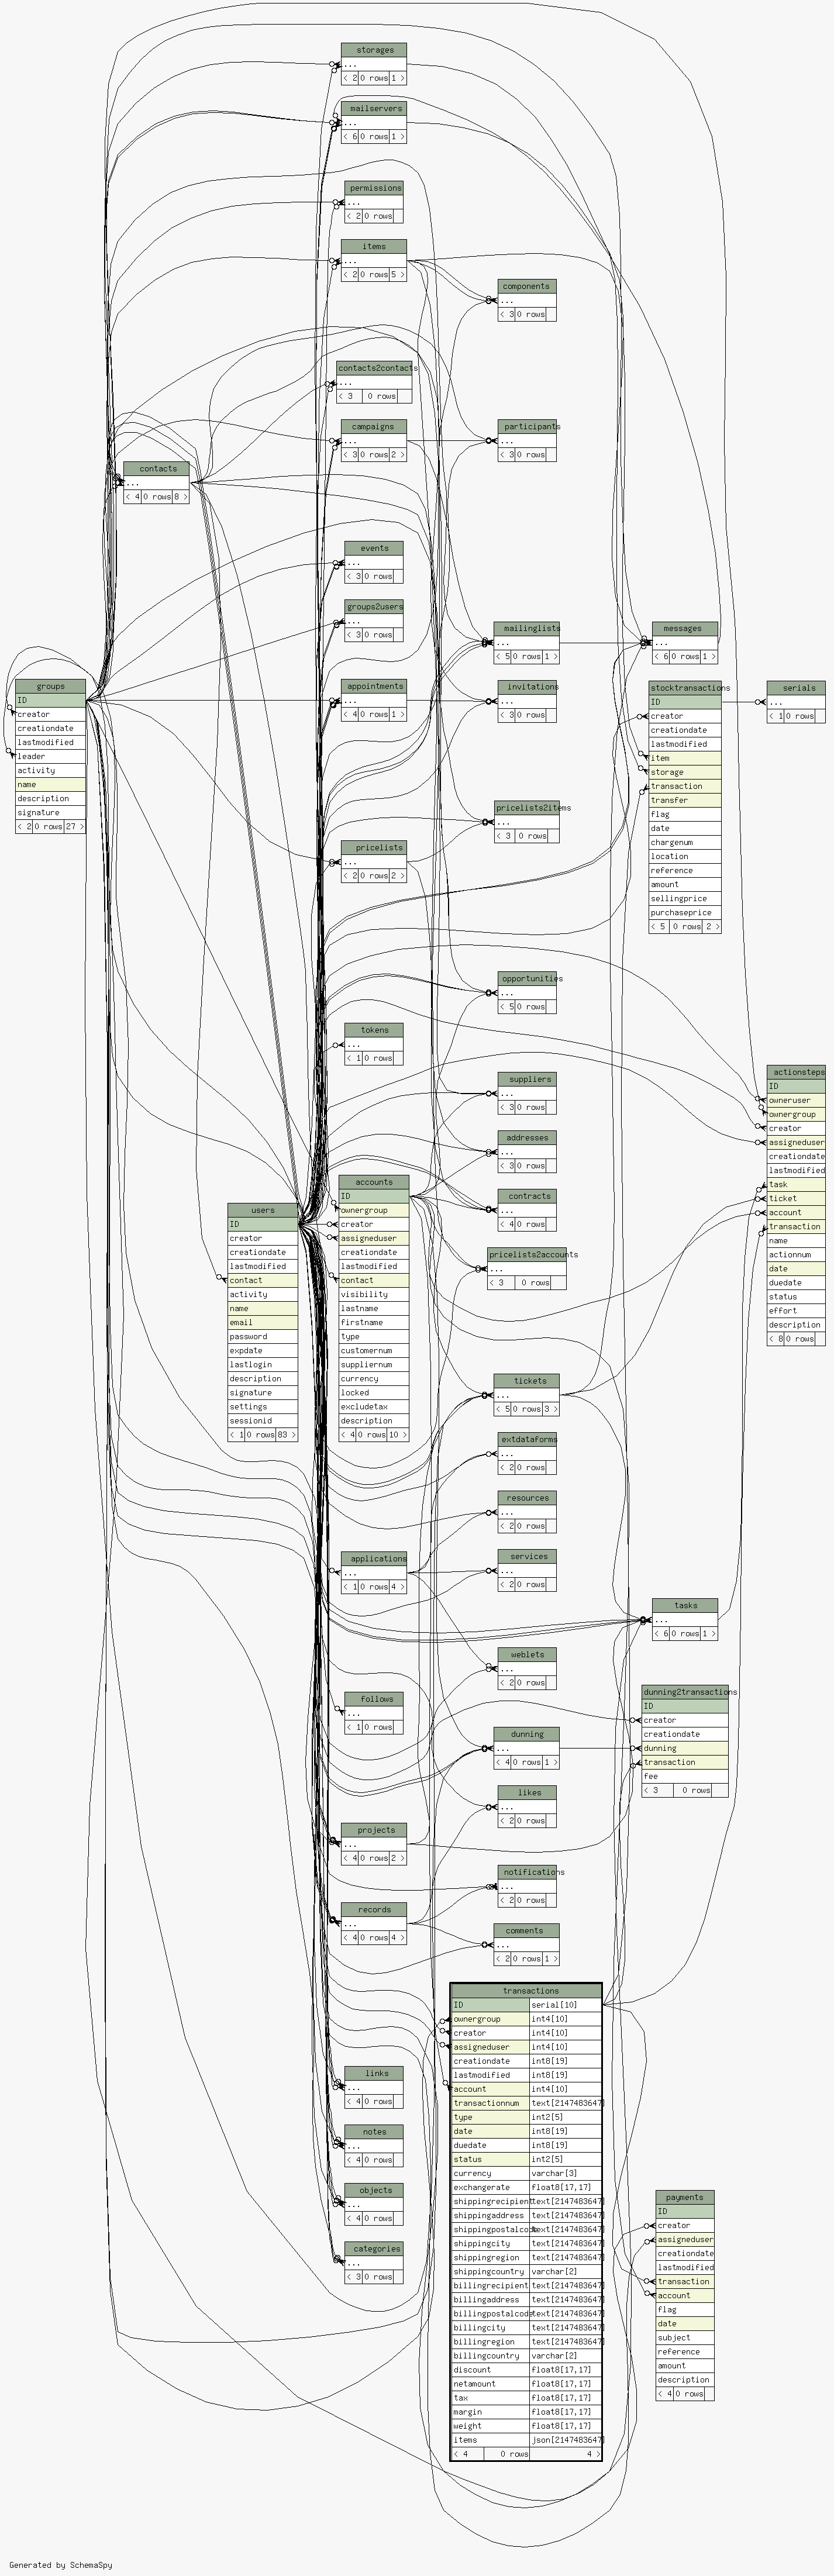 storages
...
< 2 0 rows 1 >
mailservers
...
< 6 0 rows 1 >
permissions
...
< 2 0 rows
items
...
< 2 0 rows 5 >
components
...
< 3 0 rows
contacts2contacts
...
< 3 0 rows
campaigns
...
< 3 0 rows 2 >
participants
...
< 3 0 rows
contacts
...
< 4 0 rows 8 >
events
...
< 3 0 rows
groups2users
...
< 3 0 rows
mailinglists
...
< 5 0 rows 1 >
messages
...
< 6 0 rows 1 >
groups
ID
creator
creationdate
lastmodified
leader
activity
name
description
signature
< 2 0 rows 27 >
appointments
...
< 4 0 rows 1 >
invitations
...
< 3 0 rows
stocktransactions
ID
creator
creationdate
lastmodified
item
storage
transaction
transfer
flag
date
chargenum
location
reference
amount
sellingprice
purchaseprice
< 5 0 rows 2 >
serials
...
< 1 0 rows
pricelists2items
...
< 3 0 rows
pricelists
...
< 2 0 rows 2 >
opportunities
...
< 5 0 rows
tokens
...
< 1 0 rows
suppliers
...
< 3 0 rows
addresses
...
< 3 0 rows
contracts
...
< 4 0 rows
pricelists2accounts
...
< 3 0 rows
actionsteps
ID
owneruser
ownergroup
creator
assigneduser
creationdate
lastmodified
task
ticket
account
transaction
name
actionnum
date
duedate
status
effort
description
< 8 0 rows
users
ID
creator
creationdate
lastmodified
contact
activity
name
email
password
expdate
lastlogin
description
signature
settings
sessionid
< 1 0 rows 83 >
accounts
ID
ownergroup
creator
assigneduser
creationdate
lastmodified
contact
visibility
lastname
firstname
type
customernum
suppliernum
currency
locked
excludetax
description
< 4 0 rows 10 >
tickets
...
< 5 0 rows 3 >
extdataforms
...
< 2 0 rows
resources
...
< 2 0 rows
applications
...
< 1 0 rows 4 >
services
...
< 2 0 rows
tasks
...
< 6 0 rows 1 >
weblets
...
< 2 0 rows
follows
...
< 1 0 rows
dunning2transactions
ID
creator
creationdate
dunning
transaction
fee
< 3 0 rows
dunning
...
< 4 0 rows 1 >
likes
...
< 2 0 rows
projects
...
< 4 0 rows 2 >
notifications
...
< 2 0 rows
records
...
< 4 0 rows 4 >
comments
...
< 2 0 rows 1 >
transactions
ID serial[10]
ownergroup int4[10]
creator int4[10]
assigneduser int4[10]
creationdate int8[19]
lastmodified int8[19]
account int4[10]
transactionnum text[2147483647]
type int2[5]
date int8[19]
duedate int8[19]
status int2[5]
currency varchar[3]
exchangerate float8[17,17]
shippingrecipient text[2147483647]
shippingaddress text[2147483647]
shippingpostalcode text[2147483647]
shippingcity text[2147483647]
shippingregion text[2147483647]
shippingcountry varchar[2]
billingrecipient text[2147483647]
billingaddress text[2147483647]
billingpostalcode text[2147483647]
billingcity text[2147483647]
billingregion text[2147483647]
billingcountry varchar[2]
discount float8[17,17]
netamount float8[17,17]
tax float8[17,17]
margin float8[17,17]
weight float8[17,17]
items json[2147483647]
< 4 0 rows 4 >
links
...
< 4 0 rows
notes
...
< 4 0 rows
objects
...
< 4 0 rows
categories
...
< 3 0 rows
payments
ID
creator
assigneduser
creationdate
lastmodified
transaction
account
flag
date
subject
reference
amount
description
< 4 0 rows
Generated by SchemaSpy